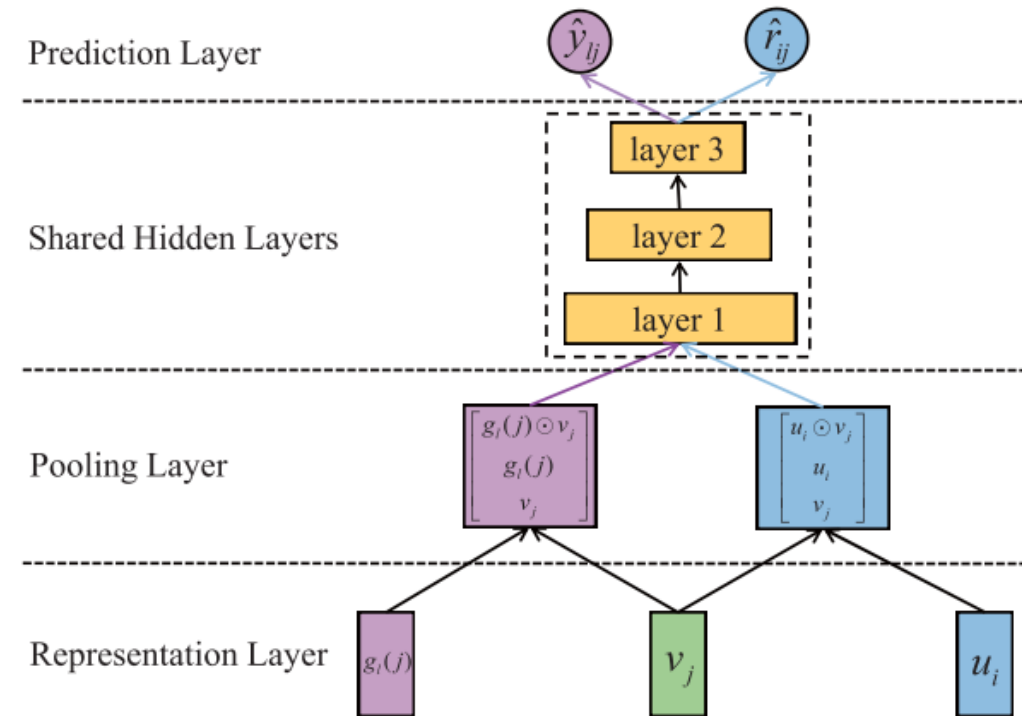 Prediction Layer
ŷ_lj
r̂_ij
Shared Hidden Layers
layer 3
layer 2
layer 1
Pooling Layer
g_l(j) ⊙ v_j
g_l(j)
v_j
u_i ⊙ v_j
u_i
v_j
Representation Layer
g_l(j)
v_j
u_i